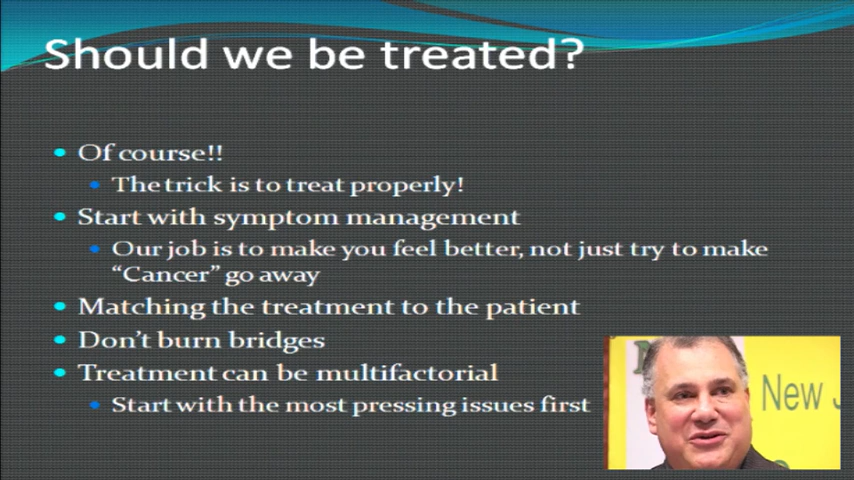 Should we be treated?
Of course!!
The trick is to treat properly!
Start with symptom management
Our job is to make you feel better, not just try to make
“Cancer” go away
Matching the treatment to the patient
Don’t burn bridges
Treatment can be multifactorial
Start with the most pressing issues first
New